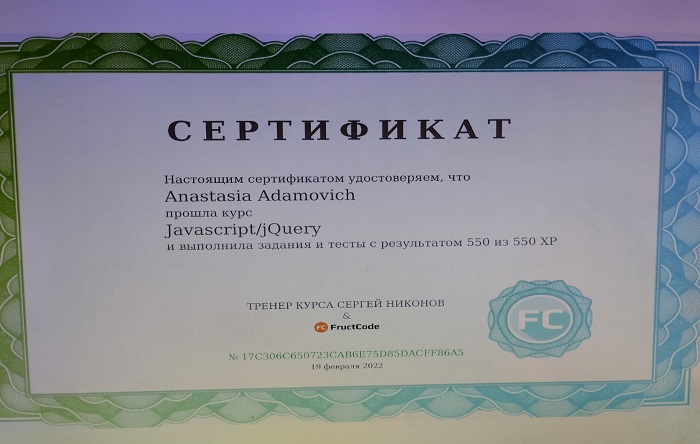 СЕРТИФИКАТ
Настоящим сертификатом удостоверяем, что
Anastasia Adamovich
прошла курс
Javascript/jQuery
и выполнила задания и тесты с результатом 550 из 550 XP
ТРЕНЕР КУРСА СЕРГЕЙ НИКОНОВ
&
FC FructCode
FC
№ 17C306C650723CAB6E75D85DACFF86A5
19 февраля 2022